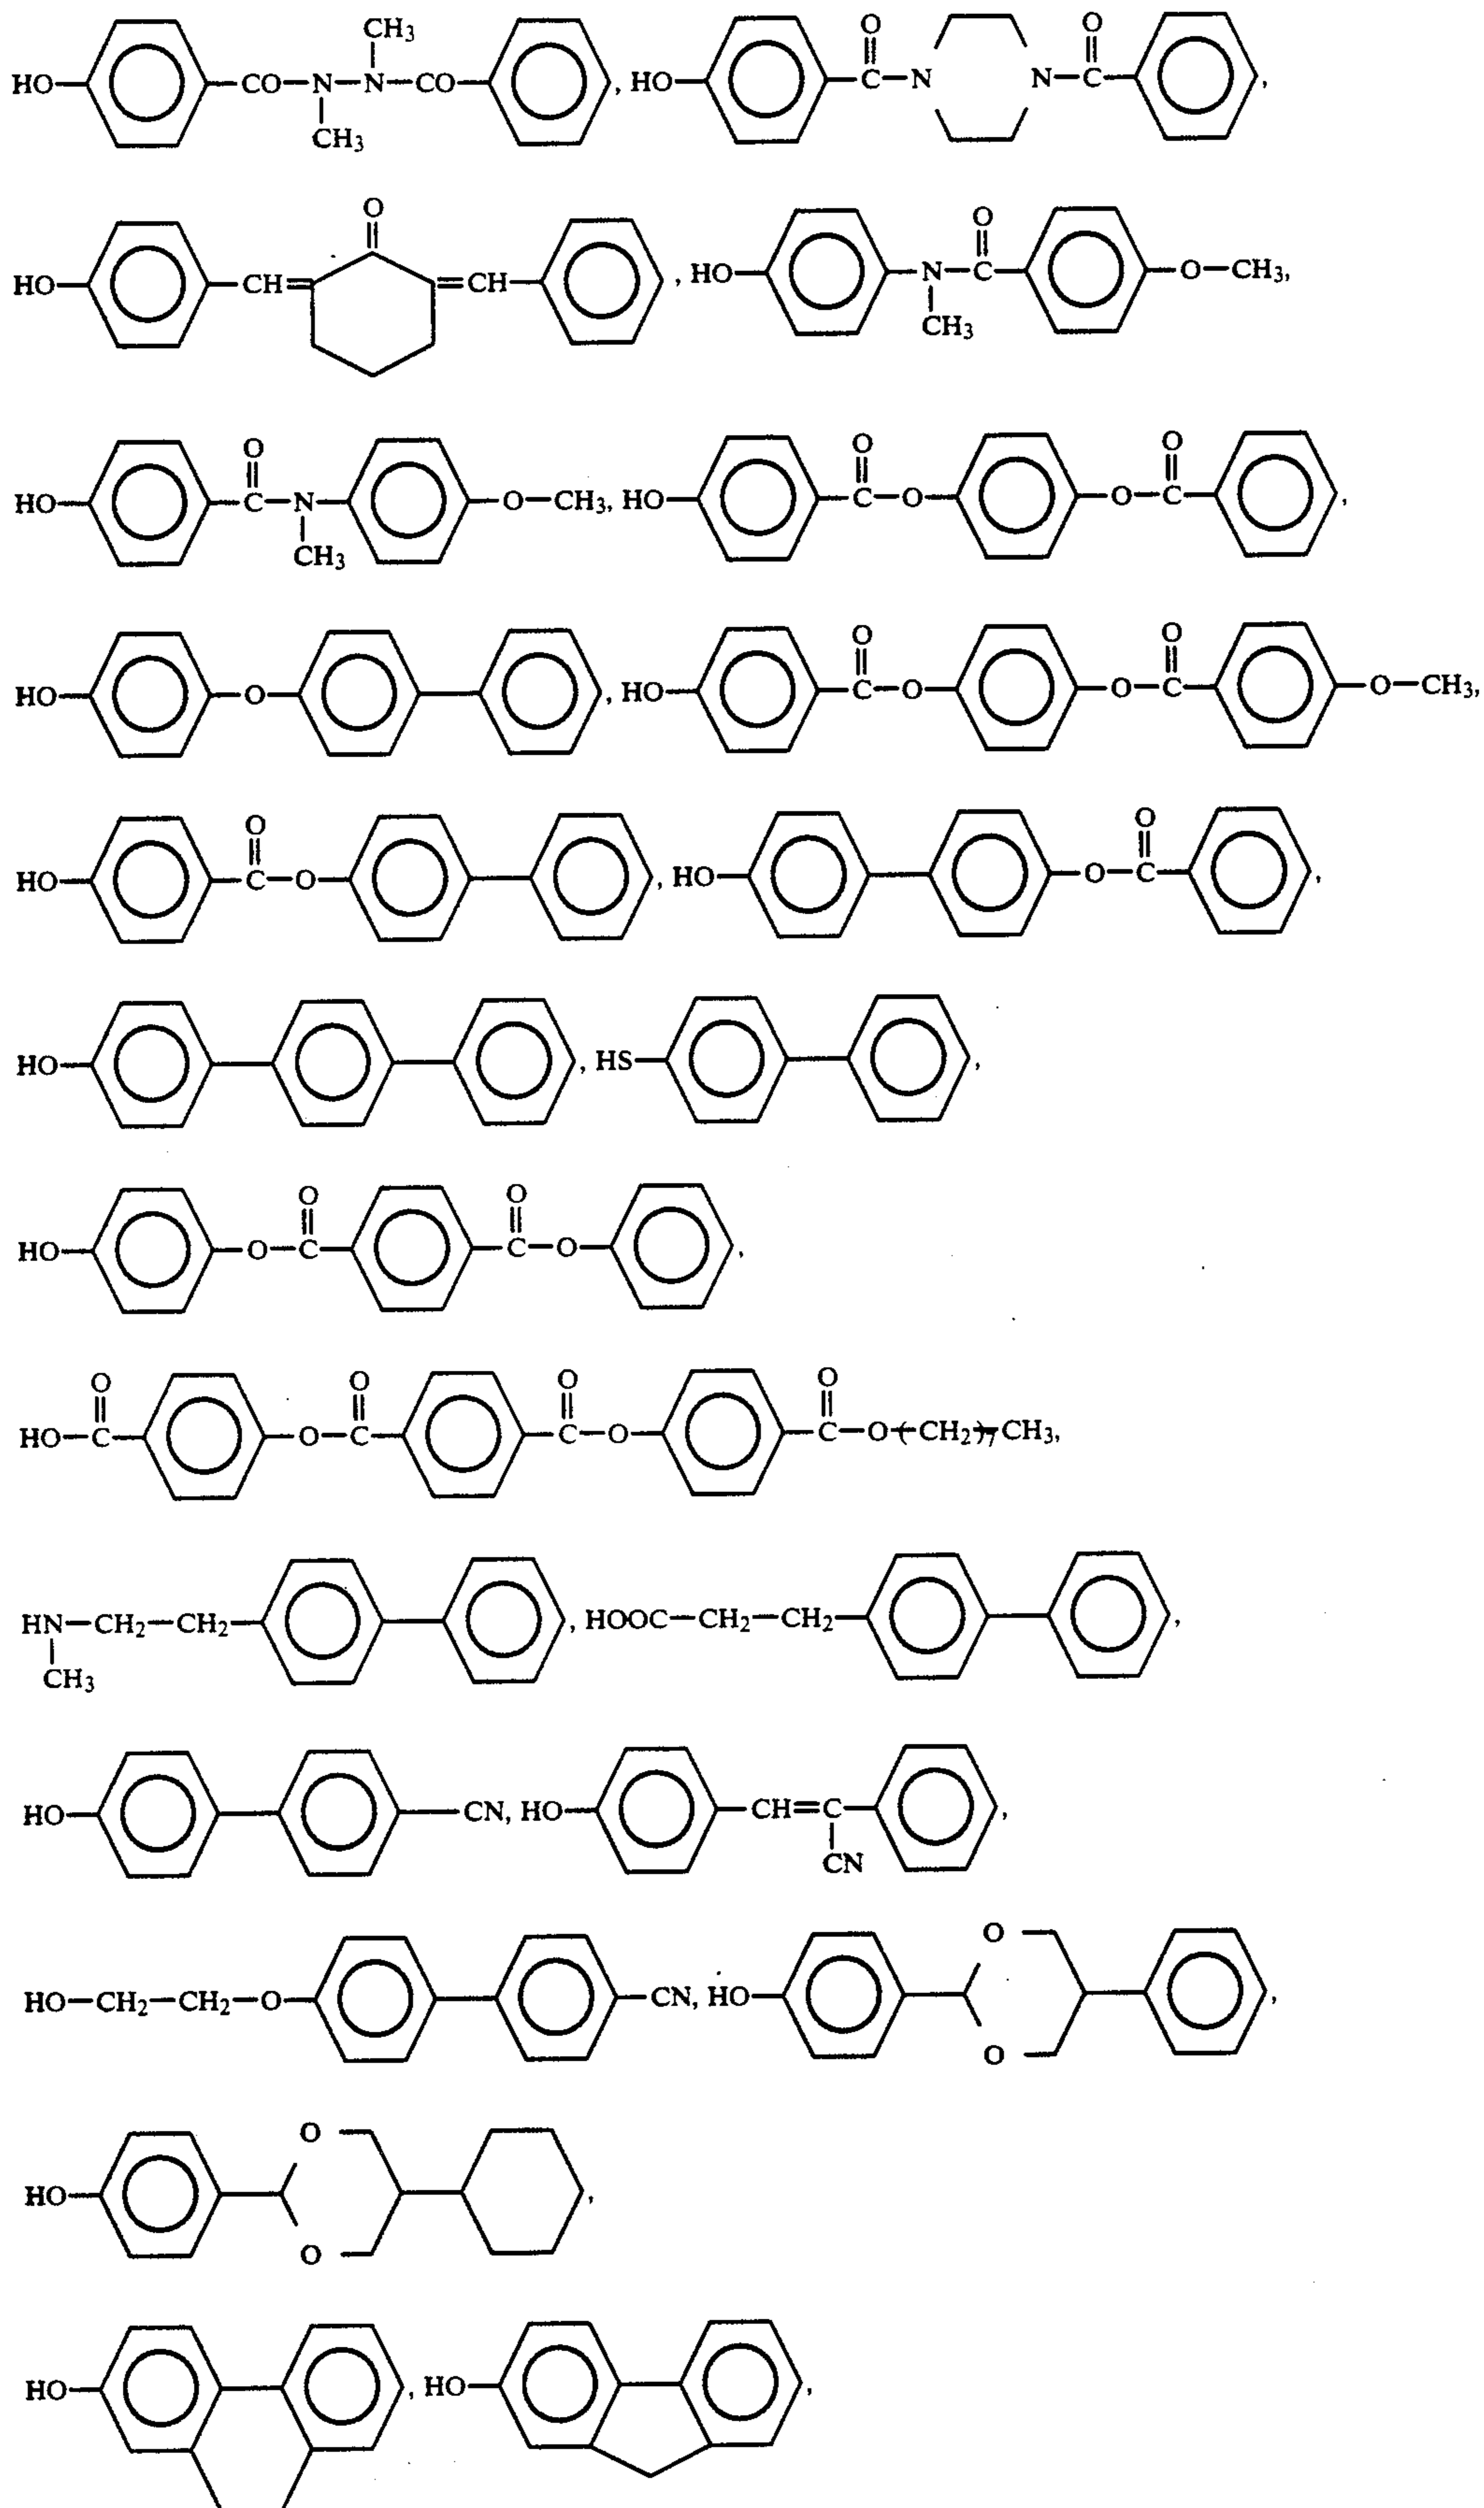 CH3 O O
HO CO—N—N—CO , HO C—N N—C ,
CH3
O O
HO CH= =CH , HO N—C O—CH3,
CH3
O O O
HO C—N O—CH3, HO C—O O—C ,
CH3
O O
HO O , HO C—O O—C O—CH3,
O O
HO C—O , HO O—C ,
HO , HS ,
O O
HO O—C C—O ,
O O O O
HO—C O—C C—O C—O—(CH2)7—CH3,
HN—CH2—CH2 , HOOC—CH2—CH2 ,
CH3
HO CN, HO CH=C ,
CN
O
HO—CH2—CH2—O CN, HO ,
O
O
HO ,
O
HO , HO ,